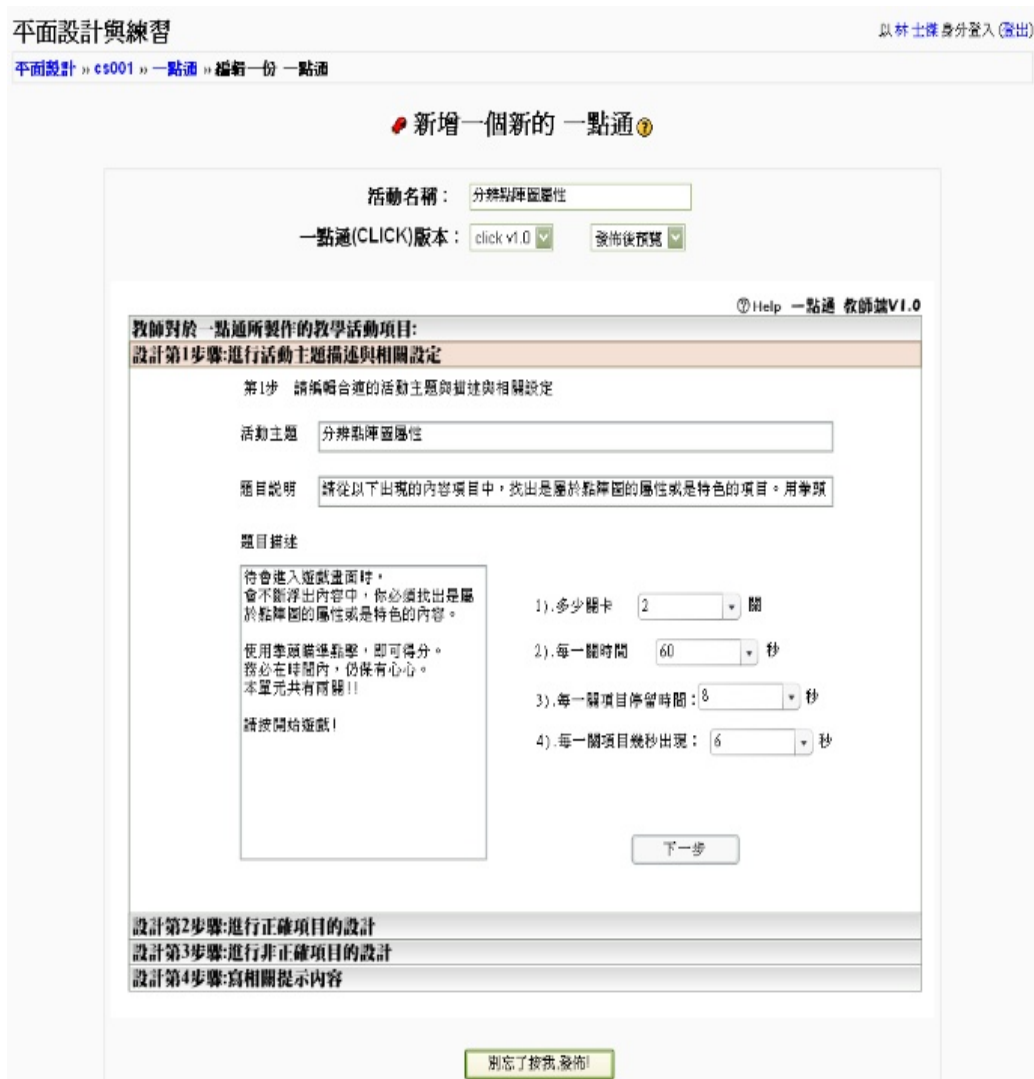 平面設計與練習
以 林 士傑 身分登入 (登出)
平面設計 » cs001 » 一點通 » 編輯一份 一點通
新增一個新的 一點通
活動名稱：
分辨點陣圖屬性
一點通(CLICK)版本：
click v1.0
發佈後預覽
Help 一點通 教師端V1.0
教師對於一點通所製作的教學活動項目:
設計第1步驟:進行活動主題描述與相關設定
第1步 請編輯合適的活動主題與描述與相關設定
活動主題
分辨點陣圖屬性
題目說明
請從以下出現的內容項目中，找出是屬於點陣圖的屬性或是特色的項目。用拳頭
題目描述
待會進入遊戲畫面時，
會不斷浮出內容中，你必須找出是屬
於點陣圖的屬性或是特色的內容。
使用拳頭瞄準點擊，即可得分。
務必在時間內，仍保有心心。
本單元共有兩關!!
請按開始遊戲!
1).多少關卡 2 關
2).每一關時間 60 秒
3).每一關項目停留時間：8 秒
4).每一關項目幾秒出現： 6 秒
下一步
設計第2步驟:進行正確項目的設計
設計第3步驟:進行非正確項目的設計
設計第4步驟:寫相關提示內容
別忘了按我,發佈!